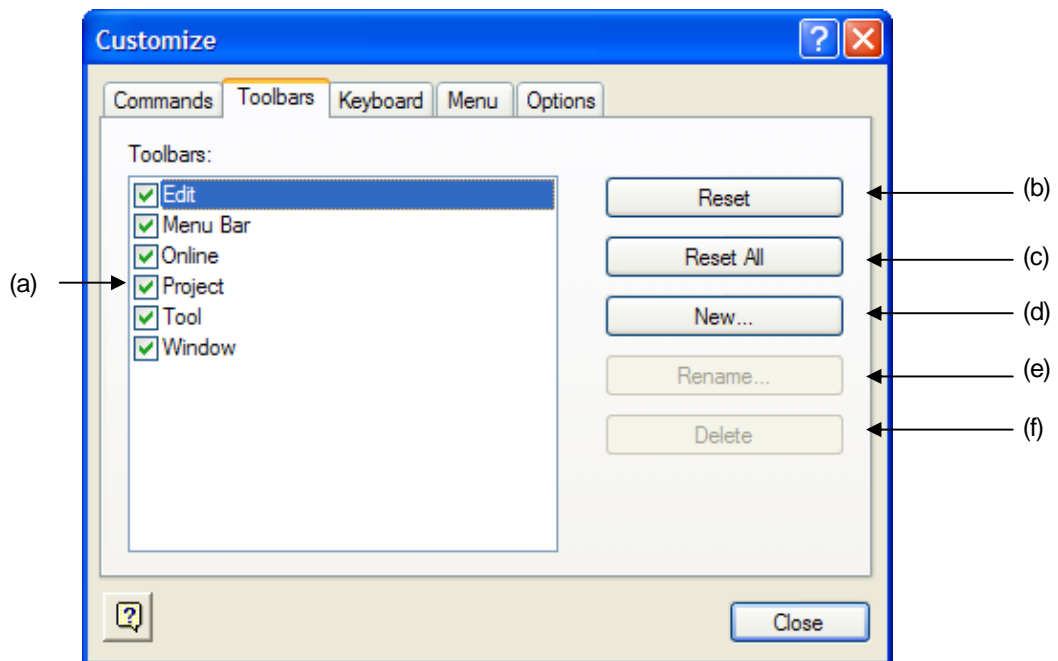 Customize
Commands Toolbars Keyboard Menu Options
Toolbars:
Edit
Menu Bar
Online
Project
Tool
Window
(a)
Reset
(b)
Reset All
(c)
New...
(d)
Rename...
(e)
Delete
(f)
Close